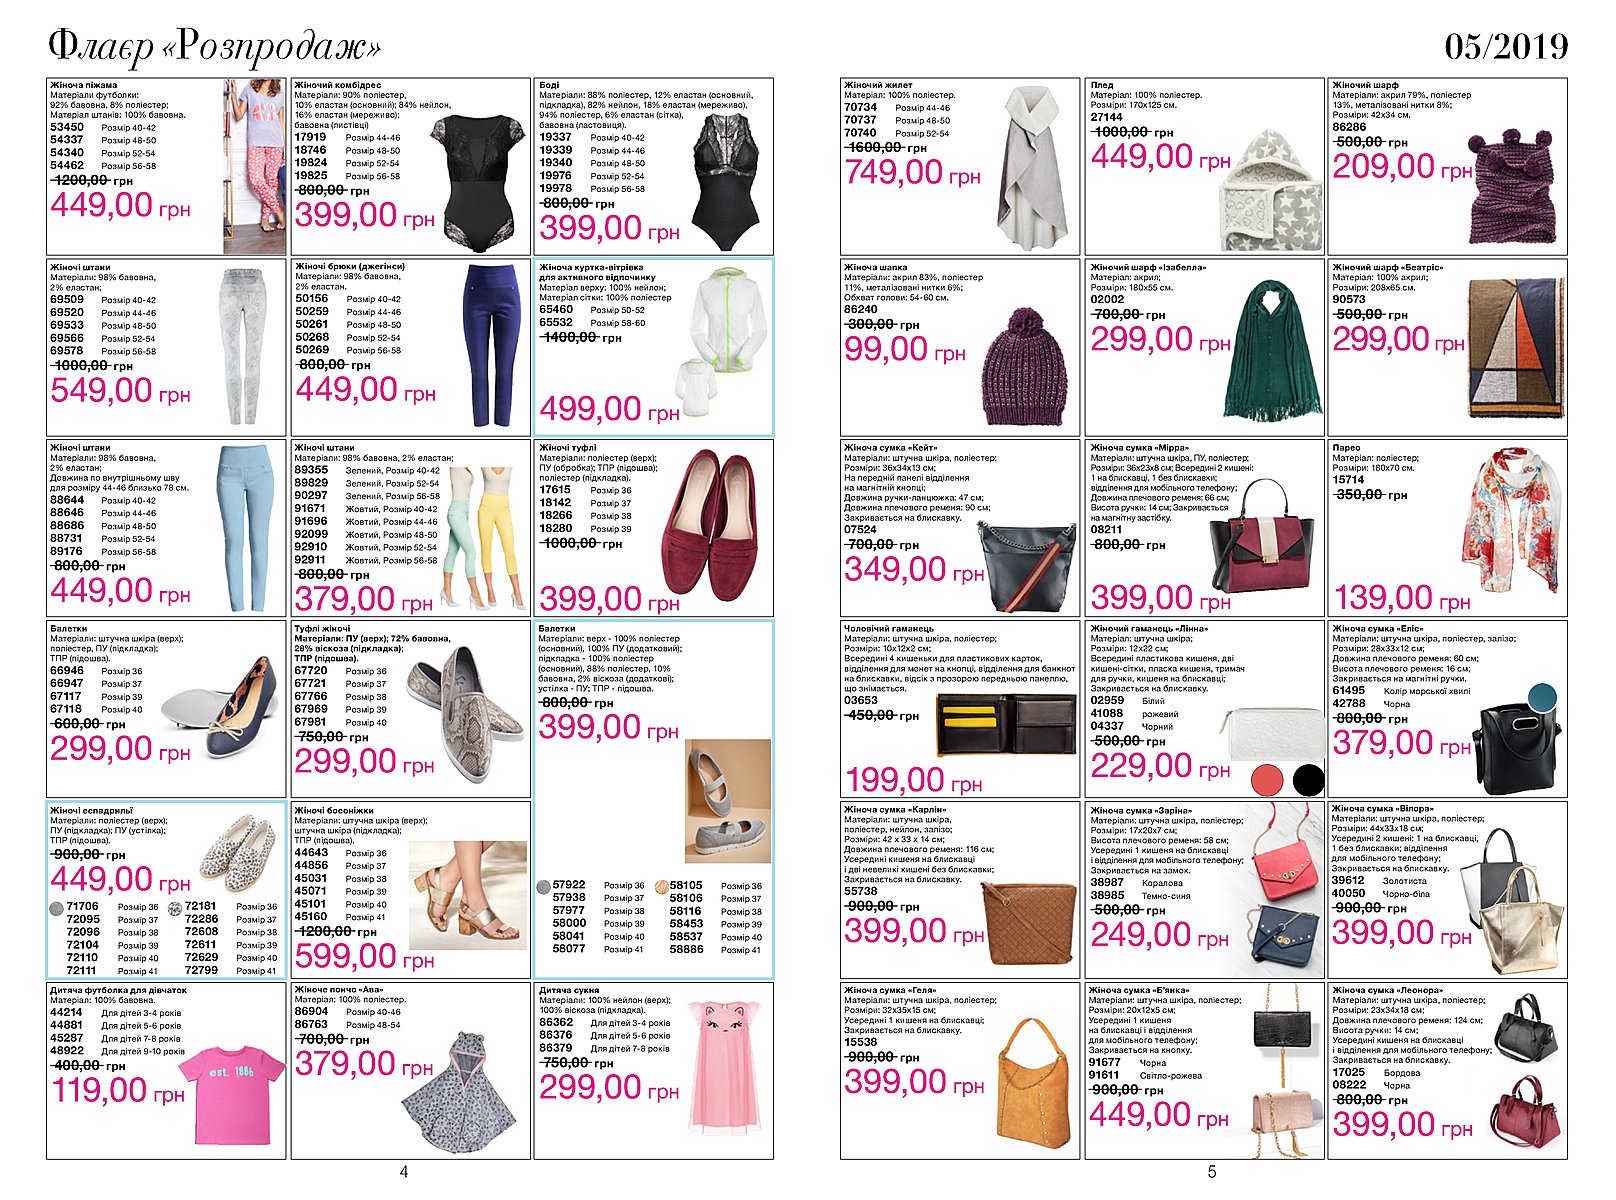 Флаєр «Розпродаж»
05/2019
Жіноча піжама
Матеріали футболки:
92% бавовна, 8% поліестер;
Матеріал штанів: 100% бавовна.
53450 Розмір 40-42
54337 Розмір 48-50
54340 Розмір 52-54
54462 Розмір 56-58
1200,00 грн
449,00 грн
Жіночий комбідрес
Матеріали: 90% поліестер,
10% еластан (основний); 84% нейлон,
16% еластан (мереживо);
бавовна (ластівці)
17919 Розмір 44-46
18746 Розмір 48-50
19824 Розмір 52-54
19825 Розмір 56-58
800,00 грн
399,00 грн
Боді
Матеріали: 88% поліестер, 12% еластан (основний,
підкладка), 82% нейлон, 18% еластан (мереживо),
94% поліестер, 6% еластан (сітка),
бавовна (ластовиця).
19337 Розмір 40-42
19339 Розмір 44-46
19340 Розмір 48-50
19976 Розмір 52-54
19978 Розмір 56-58
800,00 грн
399,00 грн
Жіночі штани
Матеріали: 98% бавовна,
2% еластан;
69509 Розмір 40-42
69520 Розмір 44-46
69533 Розмір 48-50
69566 Розмір 52-54
69578 Розмір 56-58
1000,00 грн
549,00 грн
Жіночі брюки (джегінси)
Матеріали: 98% бавовна,
2% еластан.
50156 Розмір 40-42
50259 Розмір 44-46
50261 Розмір 48-50
50268 Розмір 52-54
50269 Розмір 56-58
800,00 грн
449,00 грн
Жіноча куртка-вітрівка
для активного відпочинку
Матеріал верху: 100% нейлон;
Матеріал сітки: 100% поліестер
65460 Розмір 50-52
65532 Розмір 58-60
1400,00 грн
499,00 грн
Жіночі штани
Матеріали: 98% бавовна,
2% еластан;
Довжина по внутрішньому шву
для розміру 44-46 близько 78 см.
88644 Розмір 40-42
88646 Розмір 44-46
88686 Розмір 48-50
88731 Розмір 52-54
89176 Розмір 56-58
800,00 грн
449,00 грн
Жіночі штани
Матеріали: 98% бавовна, 2% еластан;
89355 Зелений, Розмір 40-42
89829 Зелений, Розмір 52-54
90297 Зелений, Розмір 56-58
91671 Жовтий, Розмір 40-42
91696 Жовтий, Розмір 44-46
92099 Жовтий, Розмір 48-50
92910 Жовтий, Розмір 52-54
92911 Жовтий, Розмір 56-58
800,00 грн
379,00 грн
Жіночі туфлі
Матеріали: поліестер (верх);
ПУ (обробка); ТПР (підошва);
поліестер (підкладка).
17615 Розмір 36
18142 Розмір 37
18266 Розмір 38
18280 Розмір 39
1000,00 грн
399,00 грн
Балетки
Матеріали: штучна шкіра (верх);
поліестер, ПУ (підкладка);
ТПР (підошва.
66946 Розмір 36
66947 Розмір 37
67117 Розмір 39
67118 Розмір 40
600,00 грн
299,00 грн
Туфлі жіночі
Матеріали: ПУ (верх); 72% бавовна,
28% віскоза (підкладка);
ТПР (підошва).
67720 Розмір 36
67721 Розмір 37
67766 Розмір 38
67969 Розмір 39
67981 Розмір 40
750,00 грн
299,00 грн
Балетки
Матеріали: верх - 100% поліестер
(основний), 100% ПУ (додатковий);
підкладка - 100% поліестер
(основний), 88% поліестер, 10%
бавовна, 2% віскоза (додаткові);
устілка - ПУ; ТПР - підошва.
800,00 грн
399,00 грн
57922 Розмір 36 58105 Розмір 36
57938 Розмір 37 58106 Розмір 37
57977 Розмір 38 58116 Розмір 38
58000 Розмір 39 58453 Розмір 39
58041 Розмір 40 58537 Розмір 40
58077 Розмір 41 58886 Розмір 41
Жіночі еспадрильї
Матеріали: поліестер (верх);
ПУ (підкладка); ПУ (устілка);
ТПР (підошва).
900,00 грн
449,00 грн
71706 Розмір 36 72181 Розмір 36
72095 Розмір 37 72286 Розмір 37
72096 Розмір 38 72608 Розмір 38
72104 Розмір 39 72611 Розмір 39
72110 Розмір 40 72629 Розмір 40
72111 Розмір 41 72799 Розмір 41
Жіночі босоніжки
Матеріали: штучна шкіра (верх);
штучна шкіра (підкладка);
ТПР (підошва).
44643 Розмір 36
44856 Розмір 37
45031 Розмір 38
45071 Розмір 39
45101 Розмір 40
45160 Розмір 41
1200,00 грн
599,00 грн
Дитяча футболка для дівчаток
Матеріал: 100% бавовна.
44214 Для дітей 3-4 років
44881 Для дітей 5-6 років
45287 Для дітей 7-8 років
48922 Для дітей 9-10 років
400,00 грн
119,00 грн
est. 1886
Жіноче пончо «Ава»
Матеріал: 100% поліестер.
86904 Розмір 40-46
86763 Розмір 48-54
700,00 грн
379,00 грн
Дитяча сукня
Матеріали: 100% нейлон (верх);
100% віскоза (підкладка).
86362 Для дітей 3-4 років
86376 Для дітей 5-6 років
86379 Для дітей 7-8 років
750,00 грн
299,00 грн
4
Жіночий жилет
Матеріал: 100% поліестер.
70734 Розмір 44-46
70737 Розмір 48-50
70740 Розмір 52-54
1600,00 грн
749,00 грн
Плед
Матеріал: 100% поліестер.
Розміри: 170х125 см.
27144
1000,00 грн
449,00 грн
Жіночий шарф
Матеріали: акрил 79%, поліестер
13%, металізовані нитки 8%;
Розміри: 42х34 см.
86286
500,00 грн
209,00 грн
Жіноча шапка
Матеріали: акрил 83%, поліестер
11%, металізовані нитки 6%;
Обхват голови: 54-60 см.
86240
300,00 грн
99,00 грн
Жіночий шарф «Ізабелла»
Матеріал: акрил;
Розміри: 180х55 см.
02002
700,00 грн
299,00 грн
Жіночий шарф «Беатріс»
Матеріал: 100% акрил;
Розміри: 208х65 см.
90573
500,00 грн
299,00 грн
Жіноча сумка «Кейт»
Матеріали: штучна шкіра, поліестер;
Розміри: 36х34х13 см;
На передній панелі відділення
на магнітній кнопці;
Довжина ручки-ланцюжка: 47 см;
Довжина плечового ременя: 90 см;
Закривається на блискавку.
07524
700,00 грн
349,00 грн
Жіноча сумка «Мірра»
Матеріали: штучна шкіра, ПУ, поліестер;
Розміри: 36х23х8 см; Всерединi 2 кишені:
1 на блискавці, 1 без блискавки;
відділення для мобільного телефону;
Довжина плечового ременя: 66 см;
Висота ручки: 14 см; Закривається
на магнітну застібку.
08211
800,00 грн
399,00 грн
Парео
Матеріал: поліестер;
Розміри: 180х70 см.
15714
350,00 грн
139,00 грн
Чоловічий гаманець
Матеріали: штучна шкіра, поліестер;
Розміри: 10х12х2 см;
Всередині 4 кишеньки для пластикових карток,
відділення для монет на кнопці, відділення для банкнот
на блискавки, відсік з прозорою передньою панеллю,
що знімається.
03653
450,00 грн
199,00 грн
Жіночий гаманець «Лінна»
Матеріал: штучна шкіра;
Розміри: 12х22 см;
Всередині пластикова кишеня, дві
кишені-сітки, пласка кишеня, тримач
для ручки, кишеня на блискавці;
Закривається на блискавку.
02959 Білий
41088 рожевий
04337 Чорний
500,00 грн
229,00 грн
Жіноча сумка «Еліс»
Матеріали: штучна шкіра, поліестер, залізо;
Розміри: 28х33х12 см;
Довжина плечового ременя: 60 см;
Висота плечового ременя: 16 см;
Закривається на магнітні ручки.
61495 Колір морської хвилі
42788 Чорна
800,00 грн
379,00 грн
Жіноча сумка «Карлін»
Матеріали: штучна шкіра,
поліестер, нейлон, залізо;
Розміри: 42 х 33 х 14 см;
Довжина плечового ременя: 116 см;
Усередині кишеня на блискавці
і дві невеликі кишені без блискавки;
Закривається на блискавку.
55738
900,00 грн
399,00 грн
Жіноча сумка «Заріна»
Матеріали: штучна шкіра, поліестер;
Розміри: 17х20х7 см;
Висота плечового ременя: 58 см;
Усередині 1 кишеня на блискавці
і відділення для мобільного телефону;
Закривається на замок.
38987 Коралова
38985 Темно-синя
500,00 грн
249,00 грн
Жіноча сумка «Вілора»
Матеріали: штучна шкіра, поліестер;
Розміри: 44х33х18 см;
Усередині 2 кишені: 1 на блискавці,
1 без блискавки; відділення
для мобільного телефону;
Закривається на блискавку.
39612 Золотиста
40050 Чорно-біла
900,00 грн
399,00 грн
Жіноча сумка «Геля»
Матеріали: штучна шкіра, поліестер;
Розміри: 32х35х15 см;
Усередині 1 кишеня на блискавці;
Закривається на блискавку.
15538
900,00 грн
399,00 грн
Жіноча сумка «Б'янка»
Матеріали: штучна шкіра, поліестер;
Розміри: 20х12х5 см;
Усередині 1 кишеня
на блискавці і відділення
для мобільного телефону;
Закривається на кнопку.
91677 Чорна
91611 Світло-рожева
900,00 грн
449,00 грн
Жіноча сумка «Леонора»
Матеріали: штучна шкіра, поліестер;
Розміри: 23х34х18 см;
Довжина плечового ременя: 124 см;
Висота ручки: 14 см;
Усередині кишеня на блискавці
і відділення для мобільного телефону;
Закривається на блискавку.
17025 Бордова
08222 Чорна
800,00 грн
399,00 грн
5